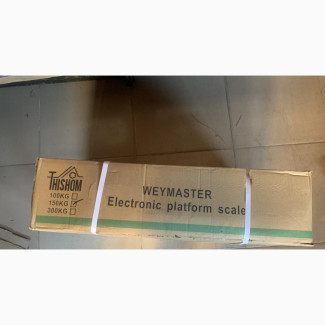 THISHOM
100KG
150KG
300KG
WEYMASTER
Electronic platform scale